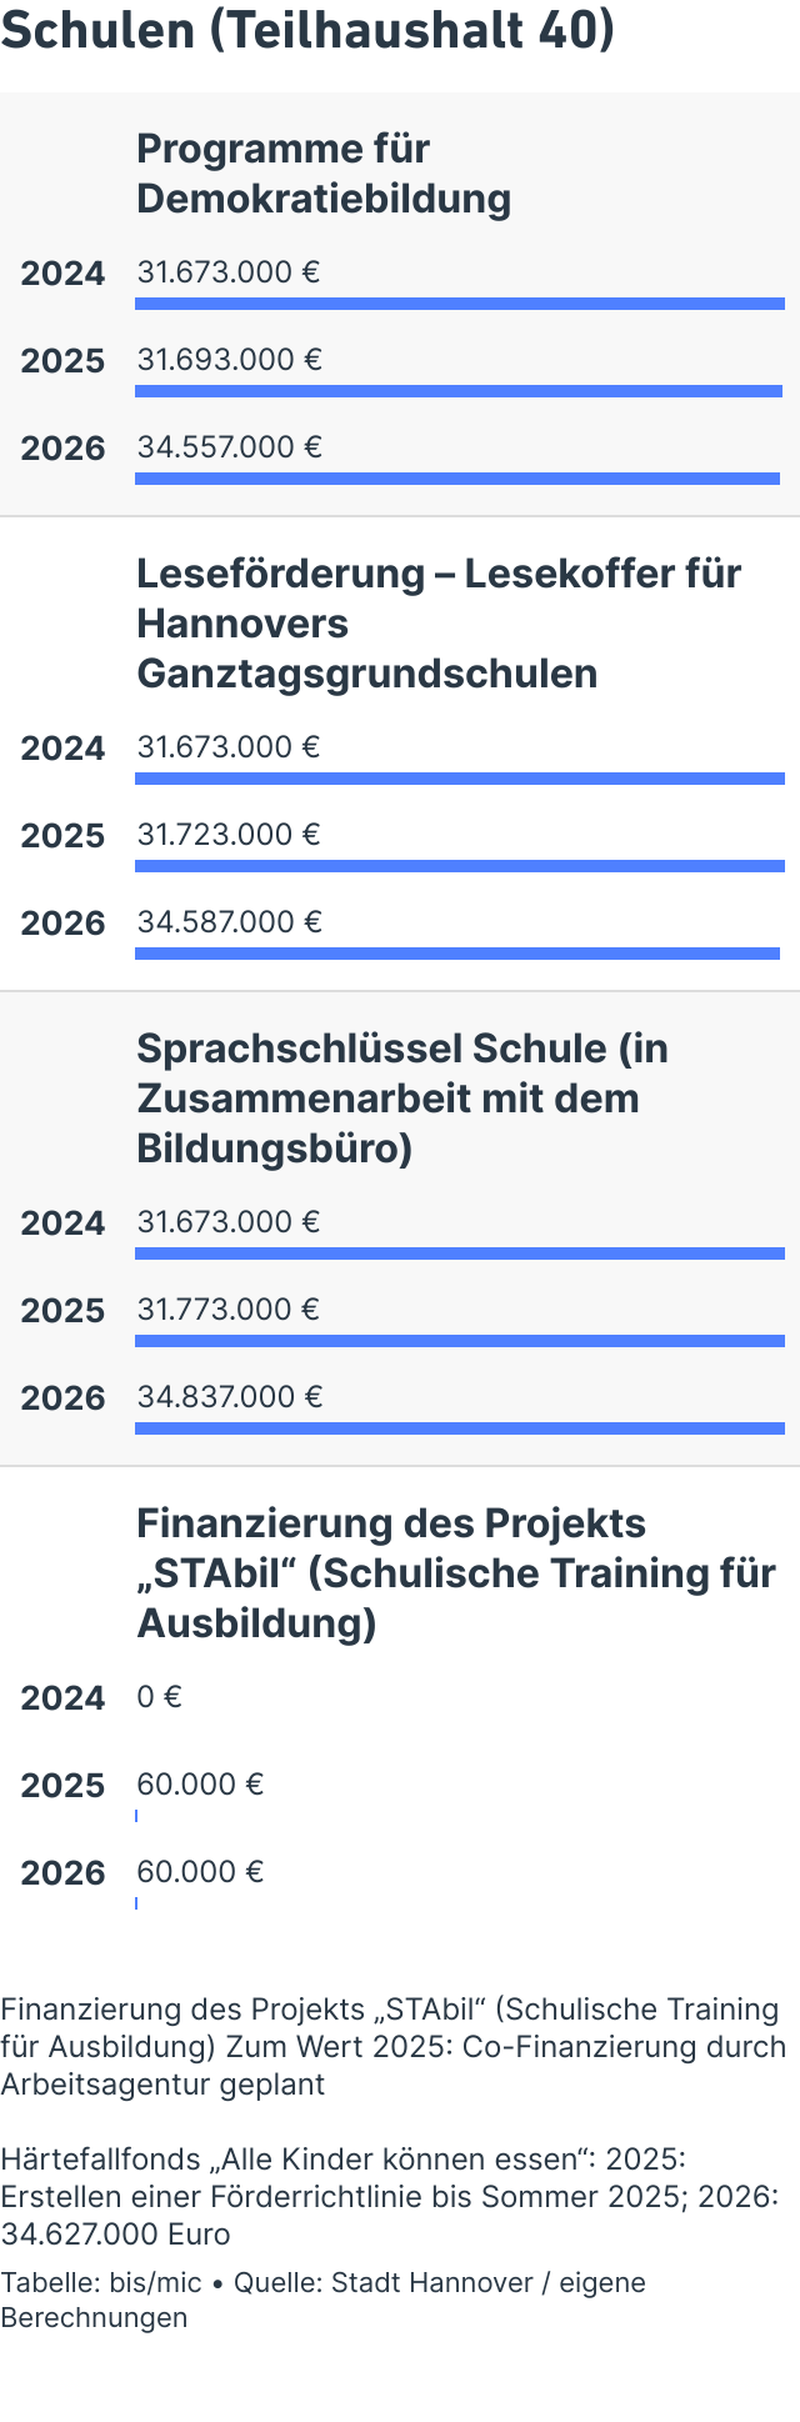 Schulen (Teilhaushalt 40)
Programme für
Demokratiebildung
2024 31.673.000 €
2025 31.693.000 €
2026 34.557.000 €
Leseförderung – Lesekoffer für
Hannovers
Ganztagsgrundschulen
2024 31.673.000 €
2025 31.723.000 €
2026 34.587.000 €
Sprachschlüssel Schule (in
Zusammenarbeit mit dem
Bildungsbüro)
2024 31.673.000 €
2025 31.773.000 €
2026 34.837.000 €
Finanzierung des Projekts
„STAbil“ (Schulische Training für
Ausbildung)
2024 0 €
2025 60.000 €
2026 60.000 €
Finanzierung des Projekts „STAbil“ (Schulische Training
für Ausbildung) Zum Wert 2025: Co-Finanzierung durch
Arbeitsagentur geplant
Härtefallfonds „Alle Kinder können essen“: 2025:
Erstellen einer Förderrichtlinie bis Sommer 2025; 2026:
34.627.000 Euro
Tabelle: bis/mic • Quelle: Stadt Hannover / eigene
Berechnungen